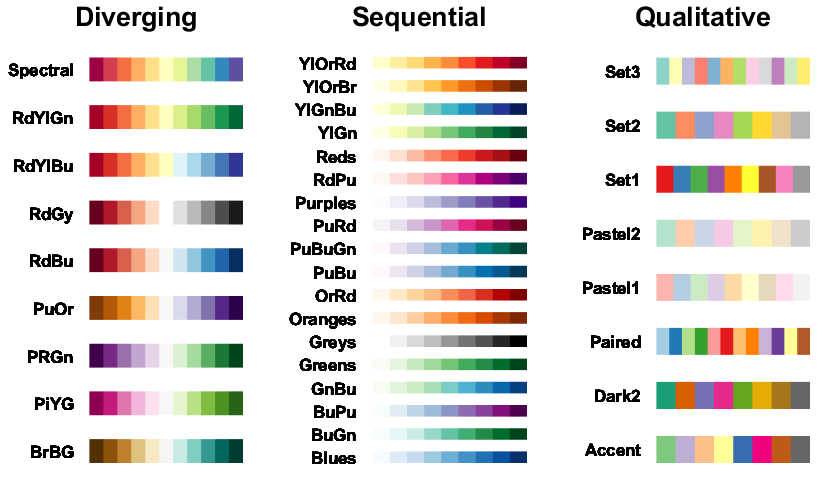 Diverging
Spectral
RdYlGn
RdYlBu
RdGy
RdBu
PuOr
PRGn
PiYG
BrBG
Sequential
YlOrRd
YlOrBr
YlGnBu
YlGn
Reds
RdPu
Purples
PuRd
PuBuGn
PuBu
OrRd
Oranges
Greys
Greens
GnBu
BuPu
BuGn
Blues
Qualitative
Set3
Set2
Set1
Pastel2
Pastel1
Paired
Dark2
Accent